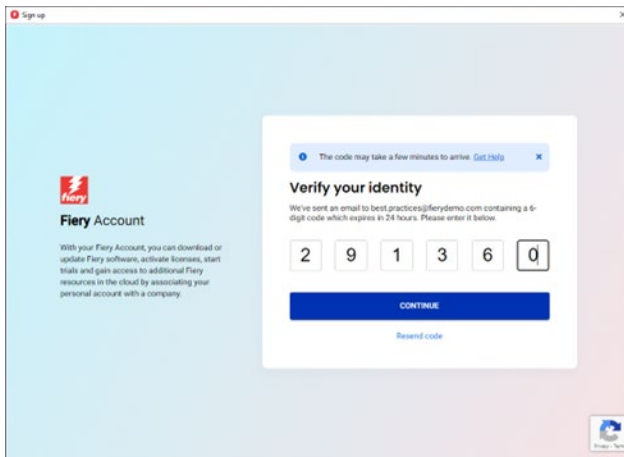 Sign up
The code may take a few minutes to arrive. Get Help
Verify your identity
We've sent an email to best.practices@fierydemo.com containing a 6-
digit code which expires in 24 hours. Please enter it below.
2 9 1 3 6 0
CONTINUE
Resend code
fiery
Fiery Account
With your Fiery Account, you can download or
update Fiery software, activate licenses, start
trials and gain access to additional Fiery
resources in the cloud by associating your
personal account with a company.
Privacy - Terms